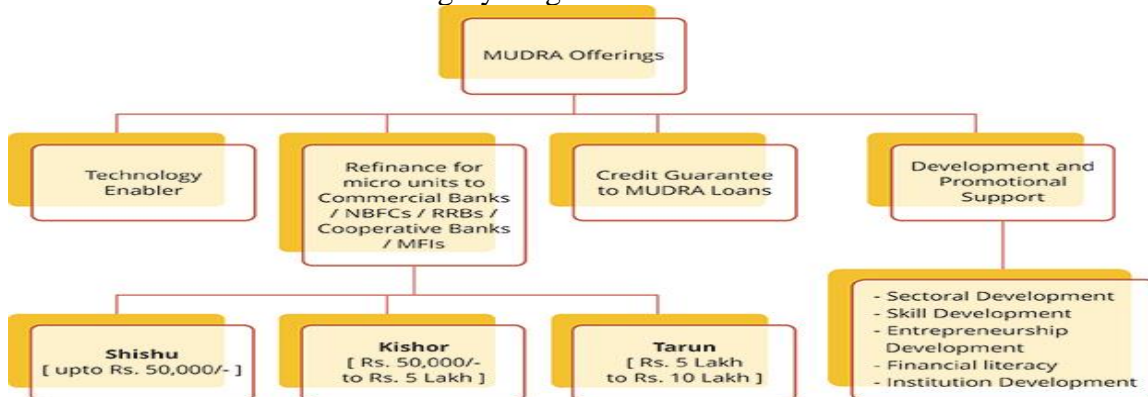 MUDRA Offerings
Technology
Enabler
Refinance for
micro units to
Commercial Banks
/ NBFCs / RRBs /
Cooperative Banks
/ MFIs
Credit Guarantee
to MUDRA Loans
Development and
Promotional
Support
Shishu
[ upto Rs. 50,000/- ]
Kishor
[ Rs. 50,000/-
to Rs. 5 Lakh ]
Tarun
[ Rs. 5 Lakh
to Rs. 10 Lakh ]
- Sectoral Development
- Skill Development
- Entrepreneurship
Development
- Financial literacy
- Institution Development